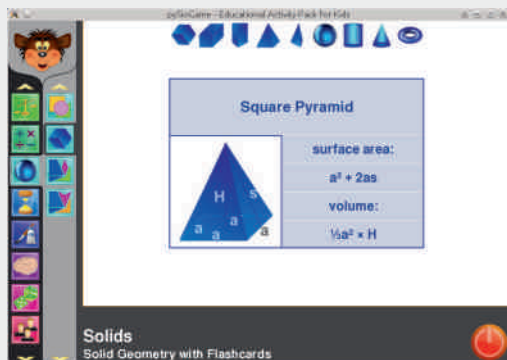 pySioGame - Educational Activity Pack for Kids
Square Pyramid
surface area:
a² + 2as
volume:
⅓a² × H
H
s
a
a
a
a
Solids
Solid Geometry with Flashcards